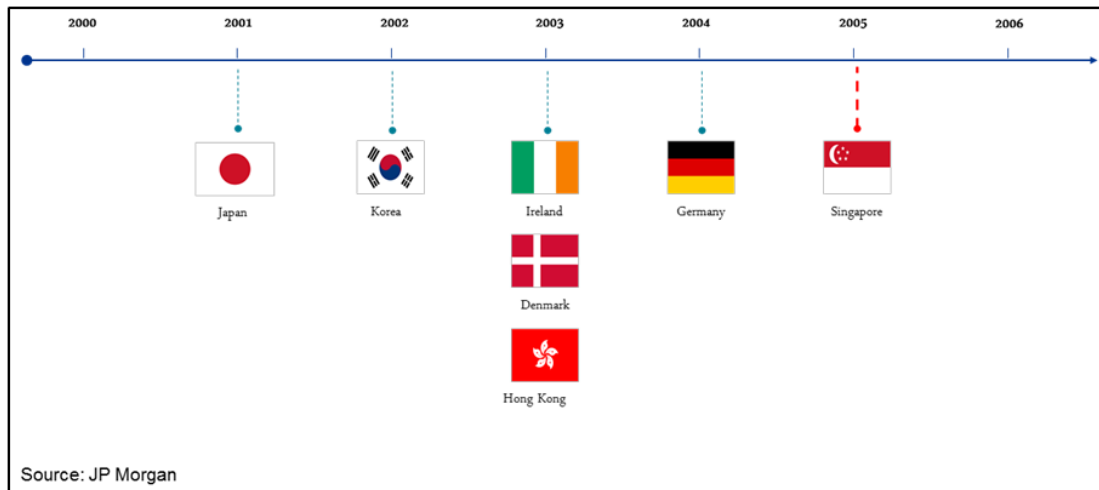 2000 2001 2002 2003 2004 2005 2006
Japan Korea Ireland Germany Singapore
Denmark
Hong Kong
Source: JP Morgan